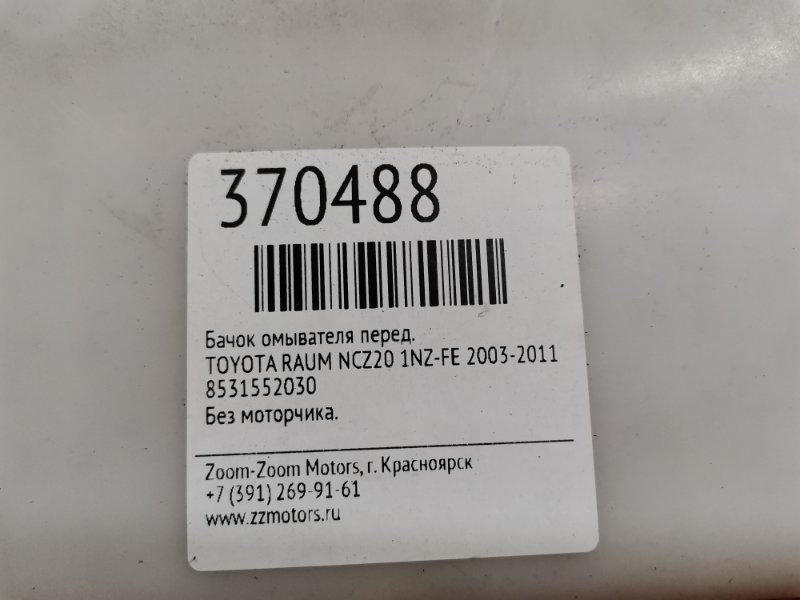 370488
Бачок омывателя перед.
TOYOTA RAUM NCZ20 1NZ-FE 2003-2011
8531552030
Без моторчика.
Zoom-Zoom Motors, г. Красноярск
+7 (391) 269-91-61
www.zzmotors.ru